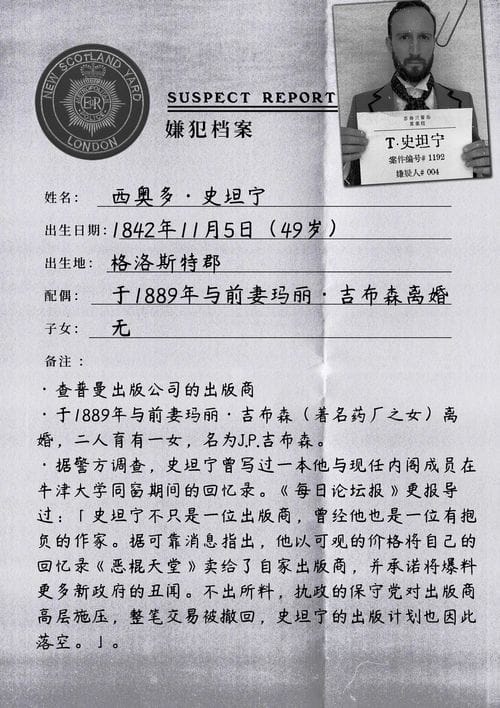 NEW SCOTLAND YARD
LONDON
METROPOLITAN
POLICE
EIIR
SUSPECT REPORT
嫌犯档案
T.史坦宁
案件编号# 1192
嫌疑人# 004
姓名： 西奥多·史坦宁
出生日期：1842年11月5日（49岁）
出生地： 格洛斯特郡
配偶： 于1889年与前妻玛丽·吉布森离婚
子女： 无
备注：
·查普曼出版公司的出版商
·于1889年与前妻玛丽·吉布森（著名药厂之女）离
婚，二人育有一女，名为J.P.吉布森。
·据警方调查，史坦宁曾写过一本他与现任内阁成员在
牛津大学同窗期间的回忆录。《每日论坛报》更报导
过：「史坦宁不只是一位出版商，曾经他也是一位有抱
负的作家。据可靠消息指出，他以可观的价格将自己的
回忆录《恶棍天堂》卖给了自家出版商，并承诺将爆料
更多新政府的丑闻。不出所料，执政的保守党对出版商
高层施压，整笔交易被撤回，史坦宁的出版计划也因此
落空。」。